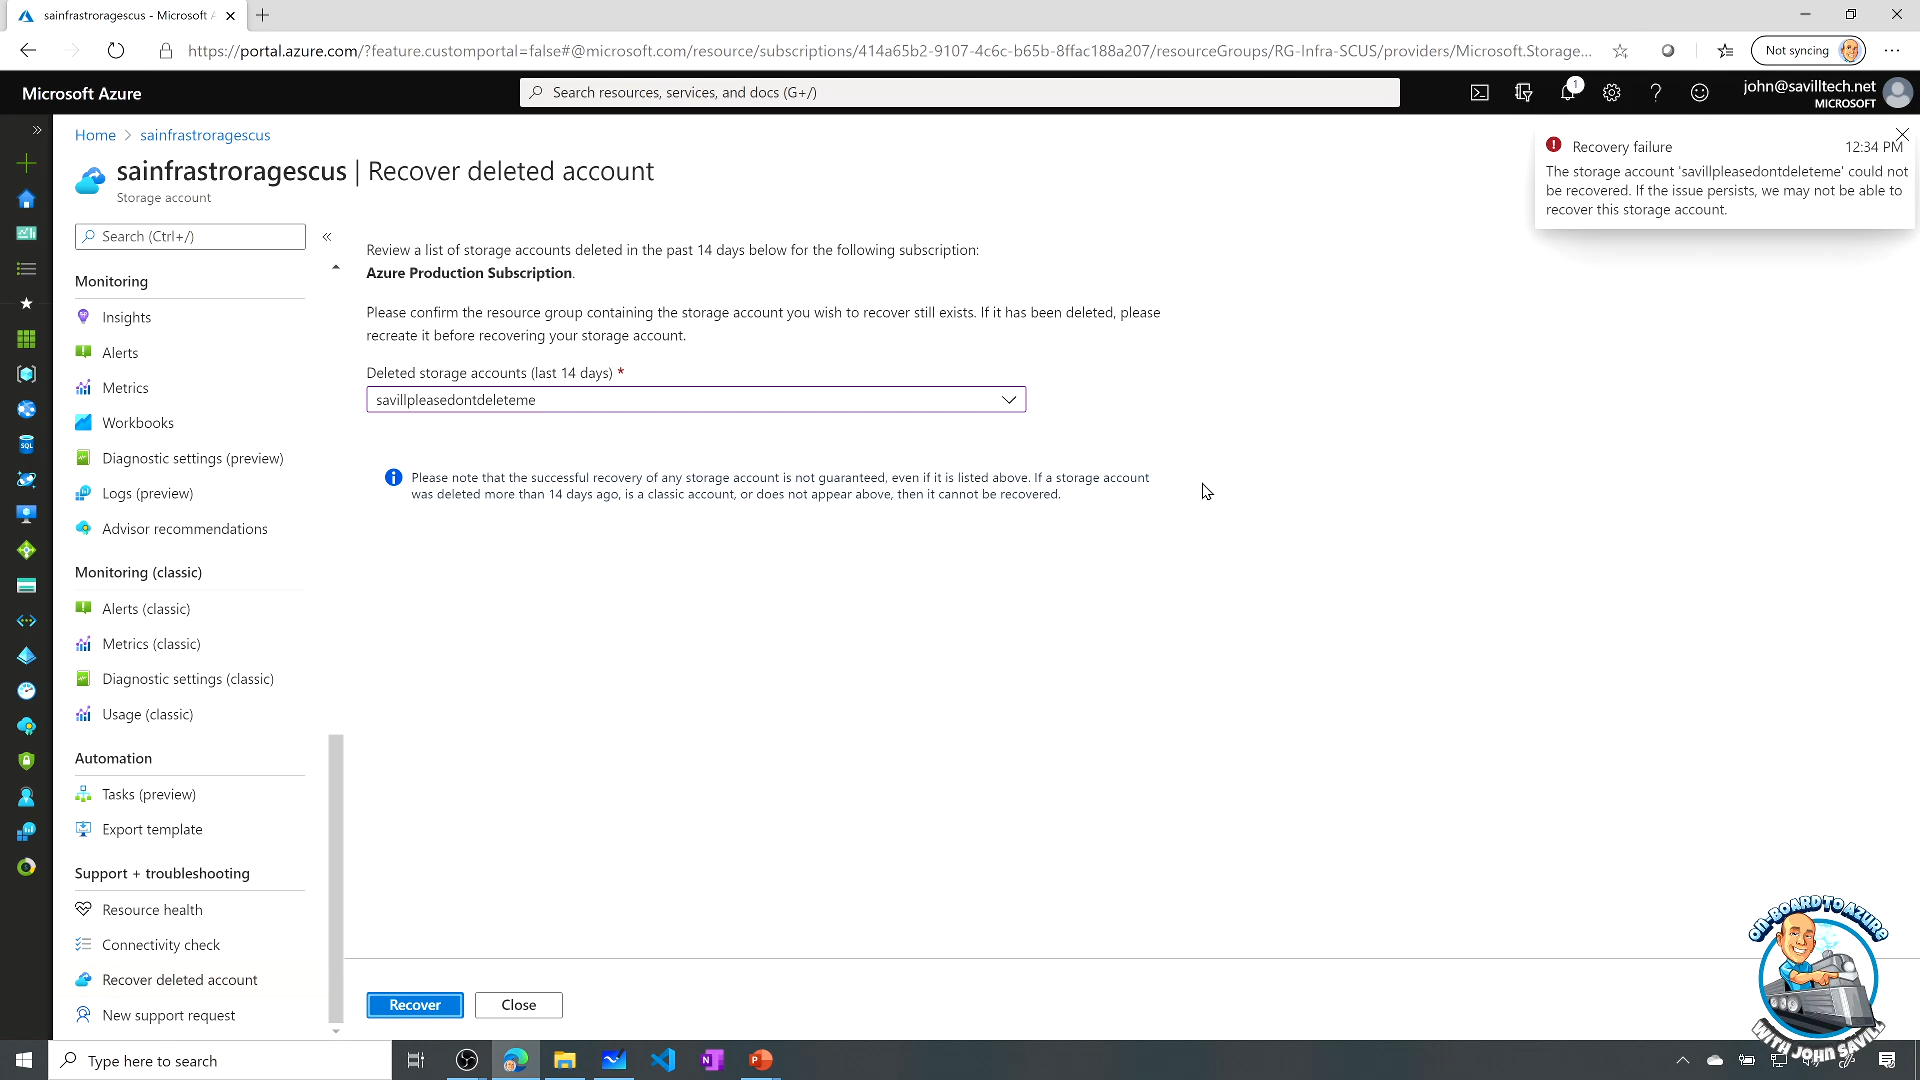 sainfrastroragescus - Microsoft A
https://portal.azure.com/?feature.customportal=false#@microsoft.com/resource/subscriptions/414a65b2-9107-4c6c-b65b-8ffac188a207/resourceGroups/RG-Infra-SCUS/providers/Microsoft.Storage...
Not syncing
Microsoft Azure
Search resources, services, and docs (G+/)
1
john@savilltech.net
MICROSOFT
Home > sainfrastroragescus
sainfrastroragescus | Recover deleted account
Storage account
Recovery failure
12:34 PM
The storage account 'savillpleasedontdeleteme' could not
be recovered. If the issue persists, we may not be able to
recover this storage account.
Search (Ctrl+/)
Monitoring
Insights
Alerts
Metrics
Workbooks
Diagnostic settings (preview)
Logs (preview)
Advisor recommendations
Monitoring (classic)
Alerts (classic)
Metrics (classic)
Diagnostic settings (classic)
Usage (classic)
Automation
Tasks (preview)
Export template
Support + troubleshooting
Resource health
Connectivity check
Recover deleted account
New support request
Review a list of storage accounts deleted in the past 14 days below for the following subscription:
Azure Production Subscription.
Please confirm the resource group containing the storage account you wish to recover still exists. If it has been deleted, please
recreate it before recovering your storage account.
Deleted storage accounts (last 14 days) *
savillpleasedontdeleteme
Please note that the successful recovery of any storage account is not guaranteed, even if it is listed above. If a storage account
was deleted more than 14 days ago, is a classic account, or does not appear above, then it cannot be recovered.
Recover
Close
ON-BOARD TO AZURE
WITH JOHN SAVILL
Type here to search